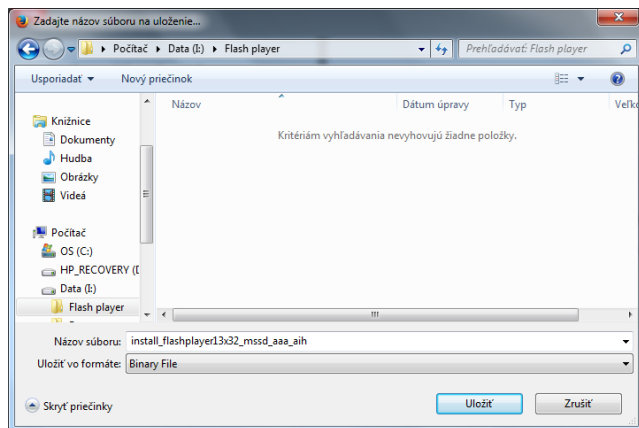 Zadajte názov súboru na uloženie...
Počítač ▸ Data (I:) ▸ Flash player
Prehľadávať: Flash player
Usporiadať Nový priečinok
Názov Dátum úpravy Typ Veľko
Kritériám vyhľadávania nevyhovujú žiadne položky.
Knižnice
Dokumenty
Hudba
Obrázky
Videá
Počítač
OS (C:)
HP_RECOVERY (D
Data (I:)
Flash player
Názov súboru: install_flashplayer13x32_mssd_aaa_aih
Uložiť vo formáte: Binary File
Skryť priečinky
Uložiť Zrušiť